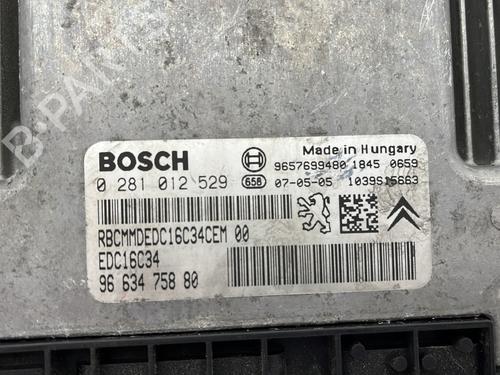 B-PARTS
Made in Hungary
BOSCH
9657699480 1845 0659
0 281 012 529 658 07-05-05 1039S15663
RBCMMDEDC16C34CEM 00
EDC16C34
96 634 758 80